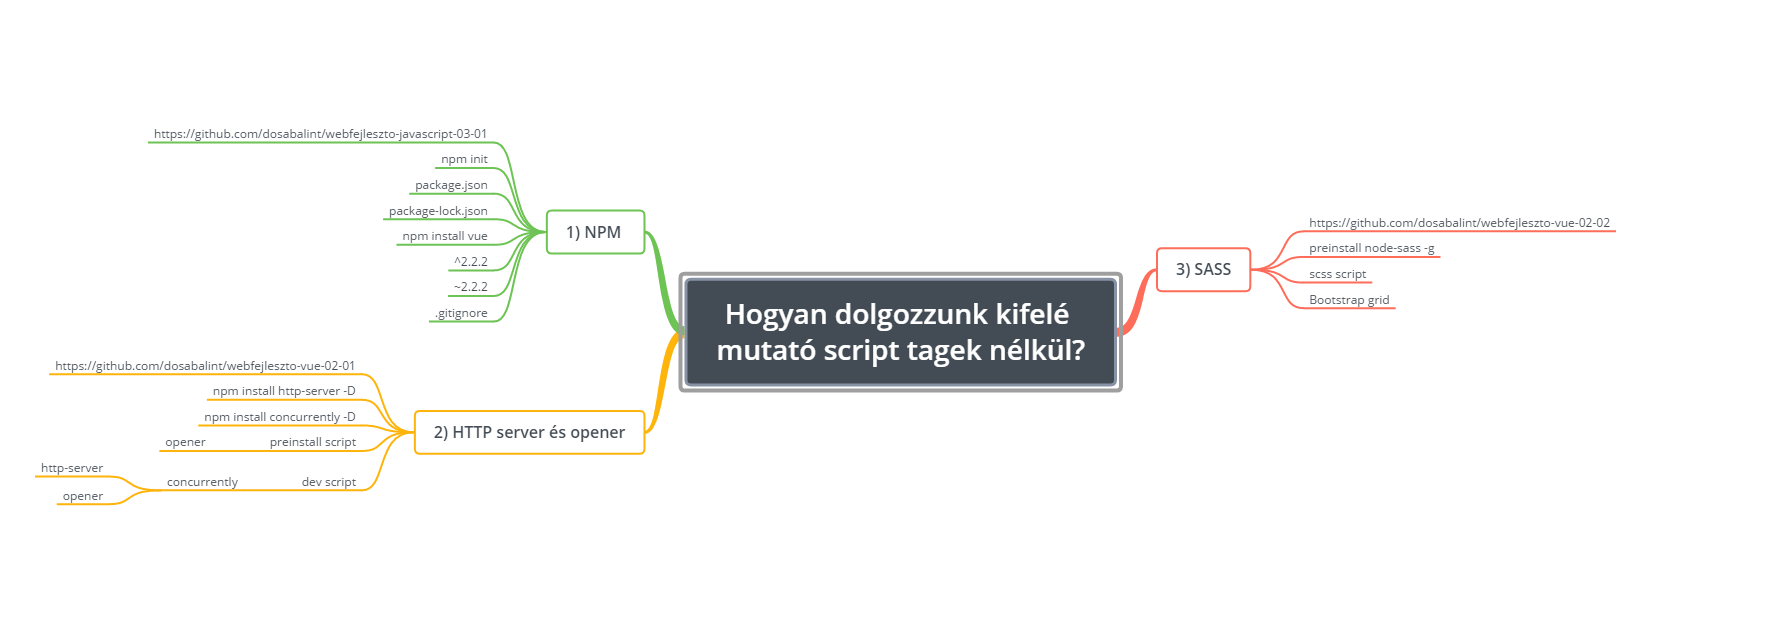 Hogyan dolgozzunk kifelé
mutató script tagek nélkül?
1) NPM
https://github.com/dosabalint/webfejleszto-javascript-03-01
npm init
package.json
package-lock.json
npm install vue
^2.2.2
~2.2.2
.gitignore
2) HTTP server és opener
https://github.com/dosabalint/webfejleszto-vue-02-01
npm install http-server -D
npm install concurrently -D
preinstall script
opener
dev script
concurrently
http-server
opener
3) SASS
https://github.com/dosabalint/webfejleszto-vue-02-02
preinstall node-sass -g
scss script
Bootstrap grid